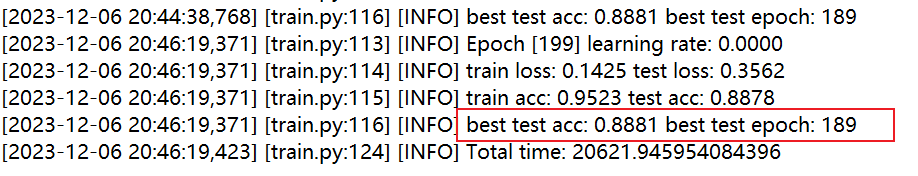 [2023-12-06 20:44:38,768] [train.py:116] [INFO] best test acc: 0.8881 best test epoch: 189
[2023-12-06 20:46:19,371] [train.py:113] [INFO] Epoch [199] learning rate: 0.0000
[2023-12-06 20:46:19,371] [train.py:114] [INFO] train loss: 0.1425 test loss: 0.3562
[2023-12-06 20:46:19,371] [train.py:115] [INFO] train acc: 0.9523 test acc: 0.8878
[2023-12-06 20:46:19,371] [train.py:116] [INFO] best test acc: 0.8881 best test epoch: 189
[2023-12-06 20:46:19,423] [train.py:124] [INFO] Total time: 20621.945954084396